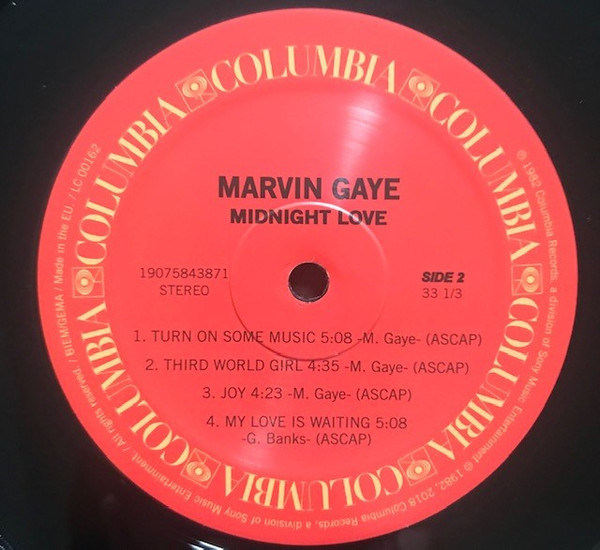 COLUMBIA COLUMBIA COLUMBIA COLUMBIA COLUMBIA COLUMBIA COLUMBIA
MARVIN GAYE
MIDNIGHT LOVE
19075843871
STEREO
SIDE 2
33 1/3
1. TURN ON SOME MUSIC 5:08 -M. Gaye- (ASCAP)
2. THIRD WORLD GIRL 4:35 -M. Gaye- (ASCAP)
3. JOY 4:23 -M. Gaye- (ASCAP)
4. MY LOVE IS WAITING 5:08
-G. Banks- (ASCAP)
℗ 1982 Columbia Records, a division of Sony Music Entertainment © 1982, 2018 Columbia Records, a division of Sony Music Entertainment. / All rights reserved. / BIEM/GEMA / Made in the EU / LC 00162